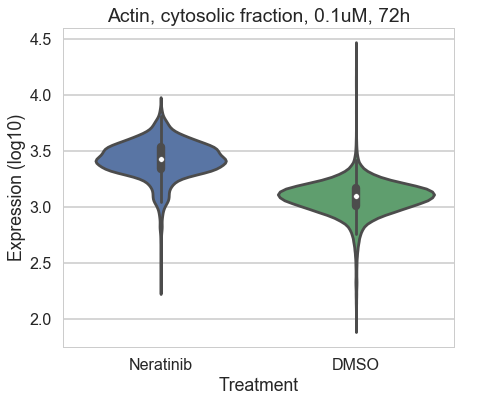 Actin, cytosolic fraction, 0.1uM, 72h
Expression (log10)
4.5
4.0
3.5
3.0
2.5
2.0
Neratinib DMSO
Treatment